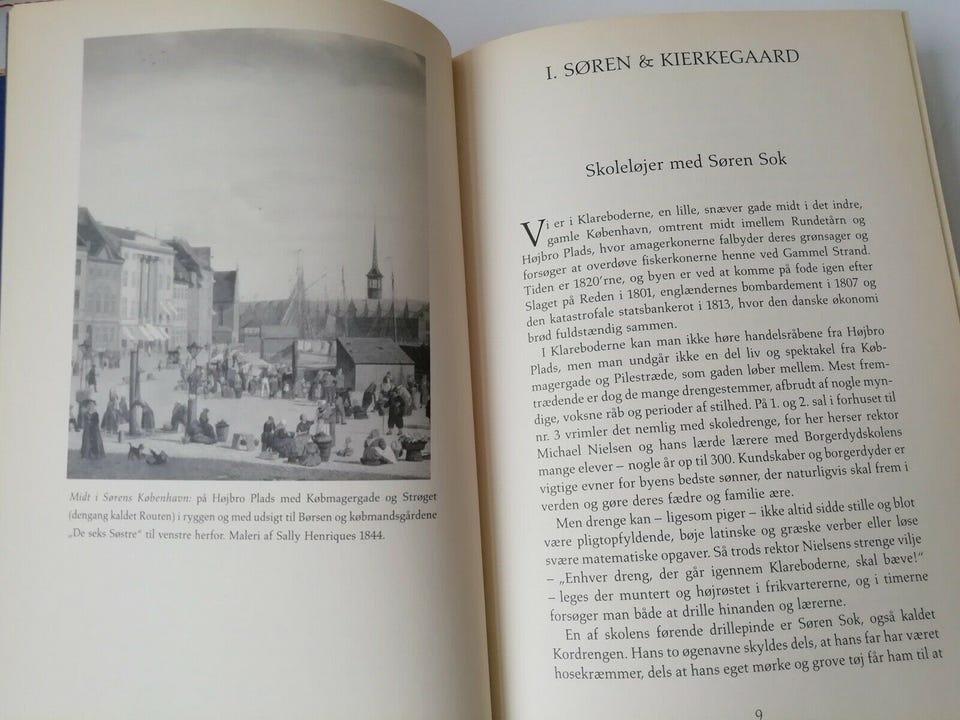 Midt i Sørens København: på Højbro Plads med Købmagergade og Strøget
(dengang kaldet Routen) i ryggen og med udsigt til Børsen og købmandsgårdene
„De seks Søstre“ til venstre herfor. Maleri af Sally Henriques 1844.
I. SØREN & KIERKEGAARD
Skoleløjer med Søren Sok
Vi er i Klareboderne, en lille, snæver gade midt i det indre,
gamle København, omtrent midt imellem Rundetårn og
Højbro Plads, hvor amagerkonerne falbyder deres grønsager og
forsøger at overdøve fiskerkonerne henne ved Gammel Strand.
Tiden er 1820’rne, og byen er ved at komme på fode igen efter
Slaget på Reden i 1801, englændernes bombardement i 1807 og
den katastrofale statsbankerot i 1813, hvor den danske økonomi
brød fuldstændig sammen.
I Klareboderne kan man ikke høre handelsråbene fra Højbro
Plads, men man undgår ikke en del liv og spektakel fra Køb-
magergade og Pilestræde, som gaden løber mellem. Mest frem-
trædende er dog de mange drengestemmer, afbrudt af nogle myn-
dige, voksne råb og perioder af stilhed. På 1. og 2. sal i forhuset til
nr. 3 vrimler det nemlig med skoledrenge, for her herser rektor
Michael Nielsen og hans lærde lærere med Borgerdydskolens
mange elever – nogle år op til 300. Kundskaber og borgerdyder er
vigtige evner for byens bedste sønner, der naturligvis skal frem i
verden og gøre deres fædre og familie ære.
Men drenge kan – ligesom piger – ikke altid sidde stille og blot
være pligtopfyldende, bøje latinske og græske verber eller løse
svære matematiske opgaver. Så trods rektor Nielsens strenge vilje
– „Enhver dreng, der går igennem Klareboderne, skal bæve!“
– leges der muntert og højrøstet i frikvartererne, og i timerne
forsøger man både at drille hinanden og lærerne.
En af skolens førende drillepinde er Søren Sok, også kaldet
Kordrengen. Hans to øgenavne skyldes dels, at hans far har været
hosekræmmer, dels at hans eget mørke og grove tøj får ham til at
9